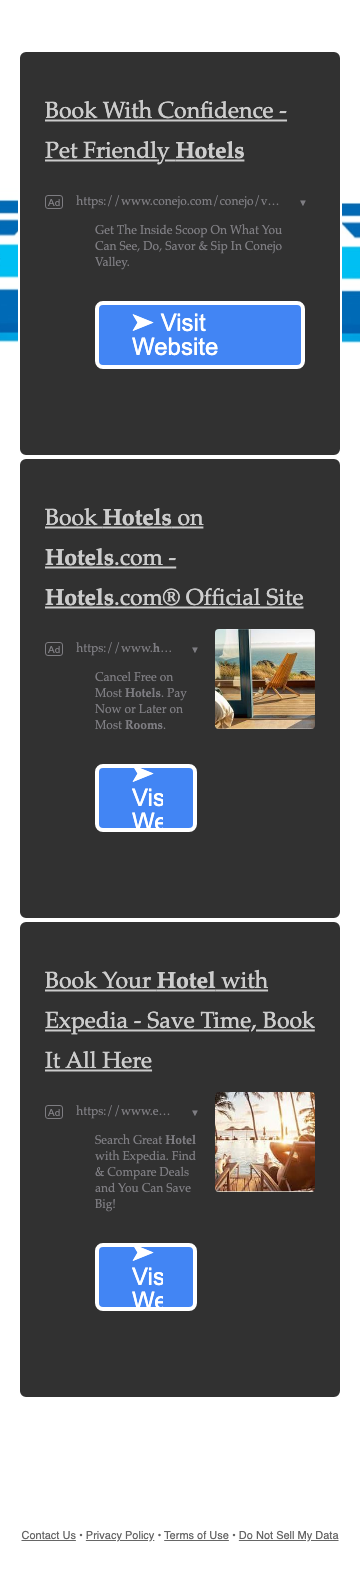 Book With Confidence -
Pet Friendly Hotels
Ad https://www.conejo.com/conejo/v... ▼
Get The Inside Scoop On What You
Can See, Do, Savor & Sip In Conejo
Valley.
➤ Visit
Website
Book Hotels on
Hotels.com -
Hotels.com® Official Site
Ad https://www.h... ▼
Cancel Free on
Most Hotels. Pay
Now or Later on
Most Rooms.
➤
Vis
We
Book Your Hotel with
Expedia - Save Time, Book
It All Here
Ad https://www.e... ▼
Search Great Hotel
with Expedia. Find
& Compare Deals
and You Can Save
Big!
➤
Vis
We
Contact Us • Privacy Policy • Terms of Use • Do Not Sell My Data